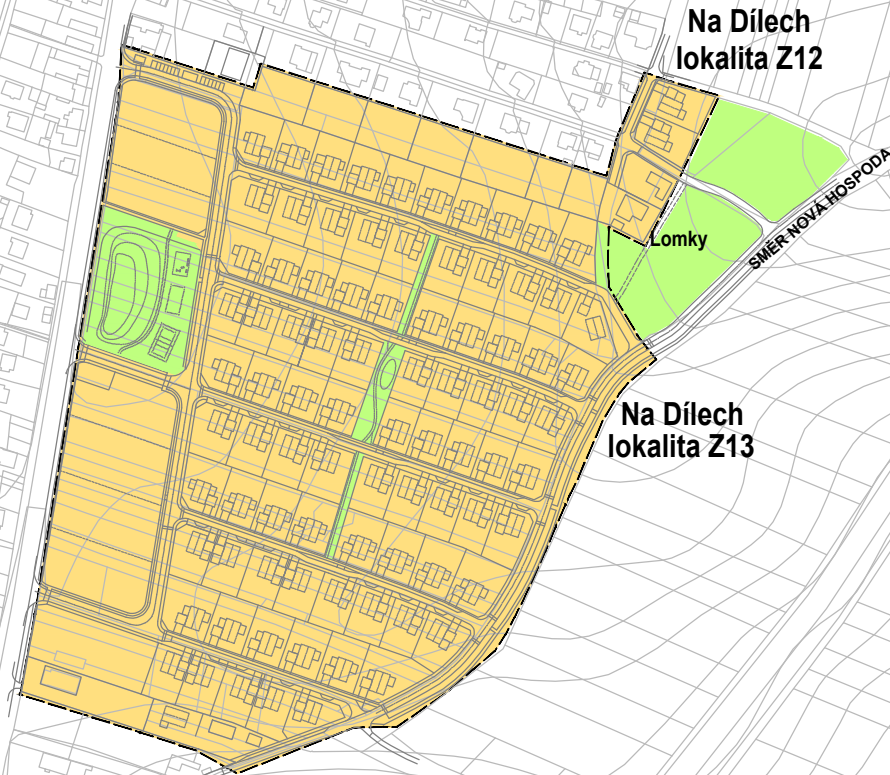 Na Dílech
lokalita Z12
SMĚR NOVÁ HOSPODA
Lomky
Na Dílech
lokalita Z13